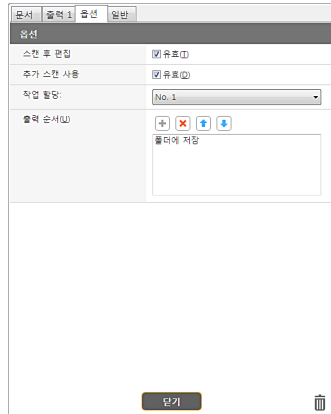 문서 출력 1 옵션 일반
옵션
스캔 후 편집 유효(T)
추가 스캔 사용 유효(O)
작업 할당: No. 1
출력 순서(U)
폴더에 저장
닫기